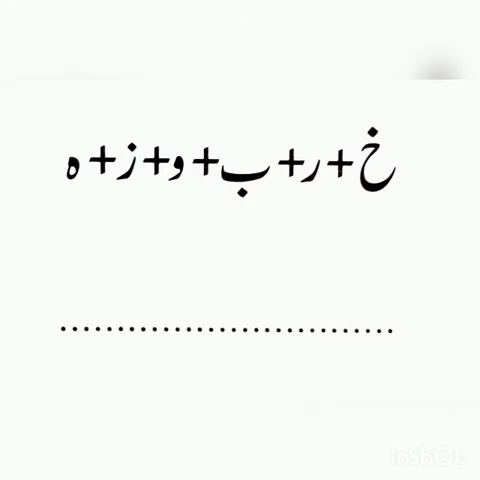 خ + ر + ب + و + ز + ہ
............................
InShOt